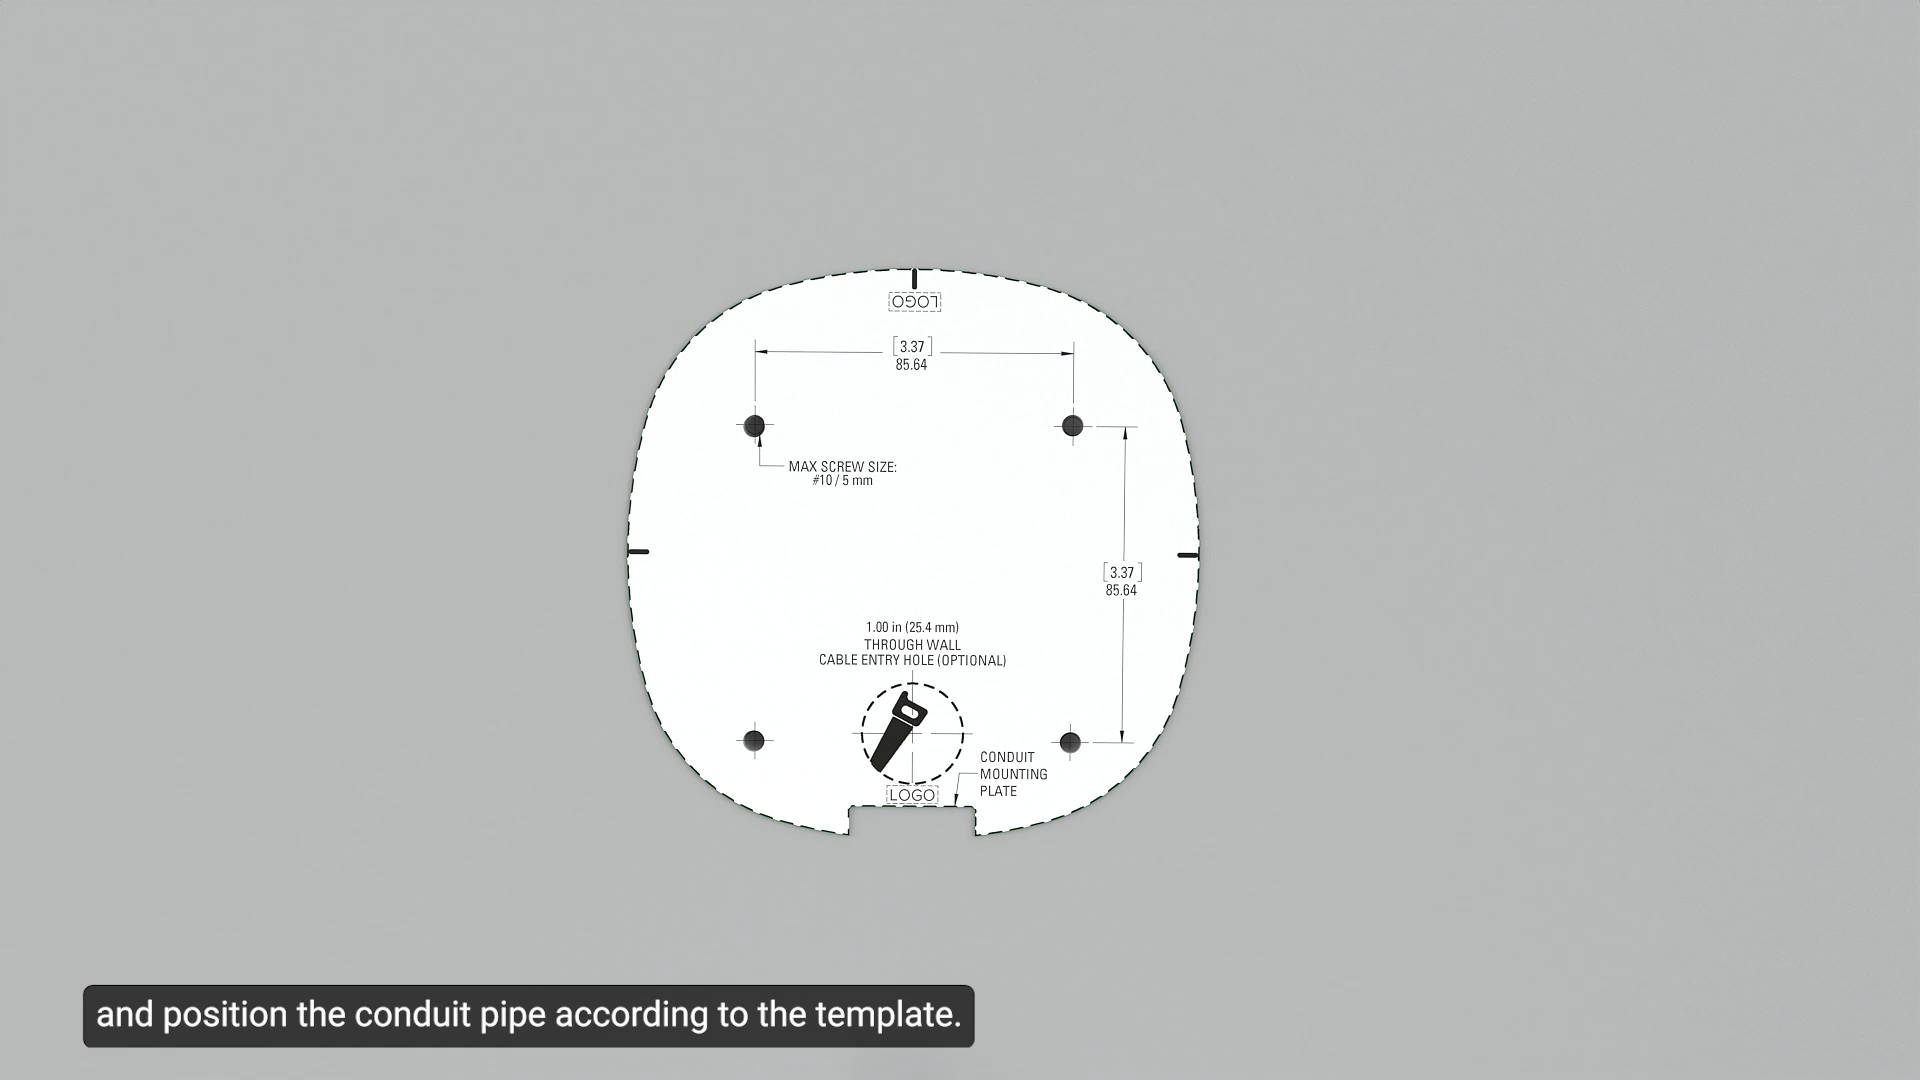 LOGO
[3.37]
85.64
MAX SCREW SIZE:
#10 / 5 mm
[3.37]
85.64
1.00 in (25.4 mm)
THROUGH WALL
CABLE ENTRY HOLE (OPTIONAL)
CONDUIT
MOUNTING
PLATE
LOGO
and position the conduit pipe according to the template.